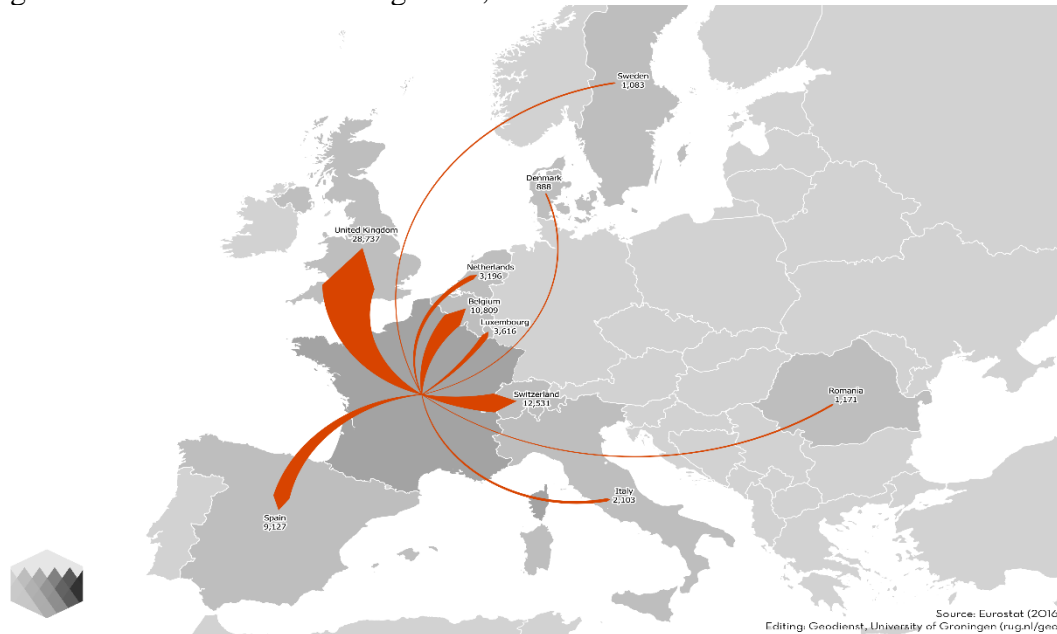 Sweden
1,083
Denmark
888
United Kingdom
28,737
Netherlands
3,196
Belgium
10,809
Luxembourg
3,616
Switzerland
12,531
Romania
1,171
Italy
2,103
Spain
9,127
Source: Eurostat (2016
Editing: Geodienst, University of Groningen (rug.nl/geo